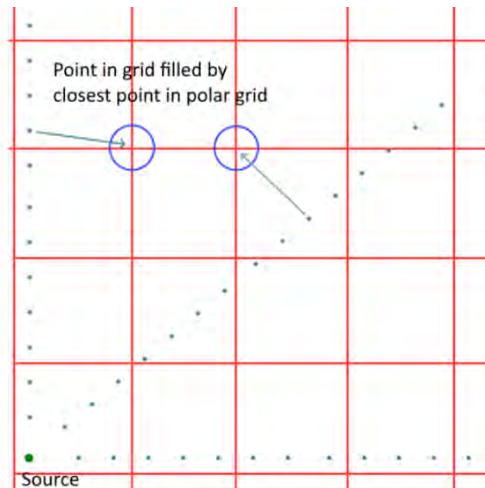 Point in grid filled by
closest point in polar grid
Source